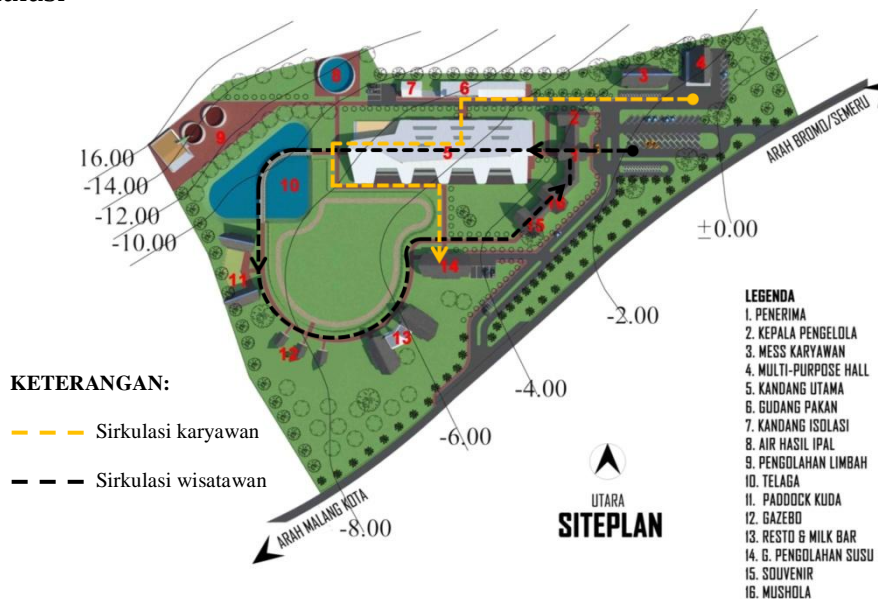 8
7
6
3
4
9
2
5
1
10
16
15
14
11
12
13
16.00
-14.00
-12.00
-10.00
±0.00
-2.00
-4.00
-6.00
-8.00
ARAH BROMO/SEMERU
ARAH MALANG KOTA
KETERANGAN:
Sirkulasi karyawan
Sirkulasi wisatawan
UTARA
SITEPLAN
LEGENDA
1. PENERIMA
2. KEPALA PENGELOLA
3. MESS KARYAWAN
4. MULTI-PURPOSE HALL
5. KANDANG UTAMA
6. GUDANG PAKAN
7. KANDANG ISOLASI
8. AIR HASIL IPAL
9. PENGOLAHAN LIMBAH
10. TELAGA
11. PADDOCK KUDA
12. GAZEBO
13. RESTO & MILK BAR
14. G. PENGOLAHAN SUSU
15. SOUVENIR
16. MUSHOLA